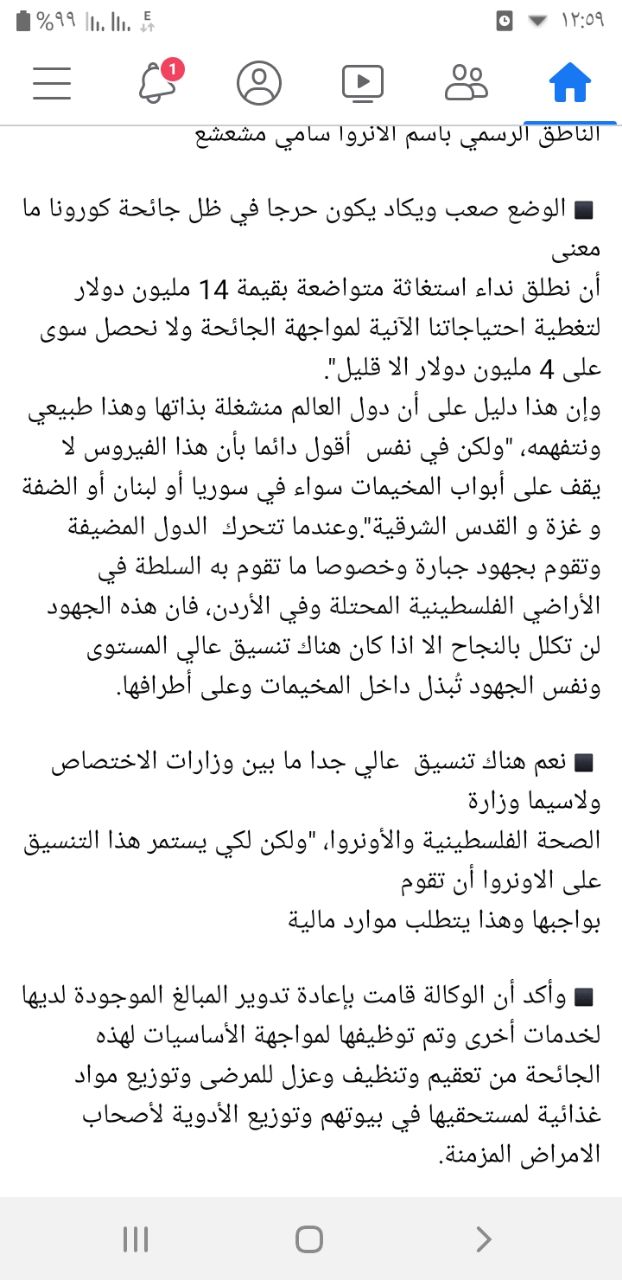 %٩٩ E ١٢:٥٩
1
الناطق الرسمي باسم الانروا سامي مشعشع
◼ الوضع صعب ويكاد يكون حرجا في ظل جائحة كورونا ما
معنى
أن نطلق نداء استغاثة متواضعة بقيمة 14 مليون دولار
لتغطية احتياجاتنا الآنية لمواجهة الجائحة ولا نحصل سوى
على 4 مليون دولار الا قليل".
وإن هذا دليل على أن دول العالم منشغلة بذاتها وهذا طبيعي
ونتفهمه، "ولكن في نفس أقول دائما بأن هذا الفيروس لا
يقف على أبواب المخيمات سواء في سوريا أو لبنان أو الضفة
و غزة و القدس الشرقية".وعندما تتحرك الدول المضيفة
وتقوم بجهود جبارة وخصوصا ما تقوم به السلطة في
الأراضي الفلسطينية المحتلة وفي الأردن، فان هذه الجهود
لن تكلل بالنجاح الا اذا كان هناك تنسيق عالي المستوى
ونفس الجهود تُبذل داخل المخيمات وعلى أطرافها.
◼ نعم هناك تنسيق عالي جدا ما بين وزارات الاختصاص
ولاسيما وزارة
الصحة الفلسطينية والأونروا، "ولكن لكي يستمر هذا التنسيق
على الاونروا أن تقوم
بواجبها وهذا يتطلب موارد مالية
◼ وأكد أن الوكالة قامت بإعادة تدوير المبالغ الموجودة لديها
لخدمات أخرى وتم توظيفها لمواجهة الأساسيات لهذه
الجائحة من تعقيم وتنظيف وعزل للمرضى وتوزيع مواد
غذائية لمستحقيها في بيوتهم وتوزيع الأدوية لأصحاب
الامراض المزمنة.